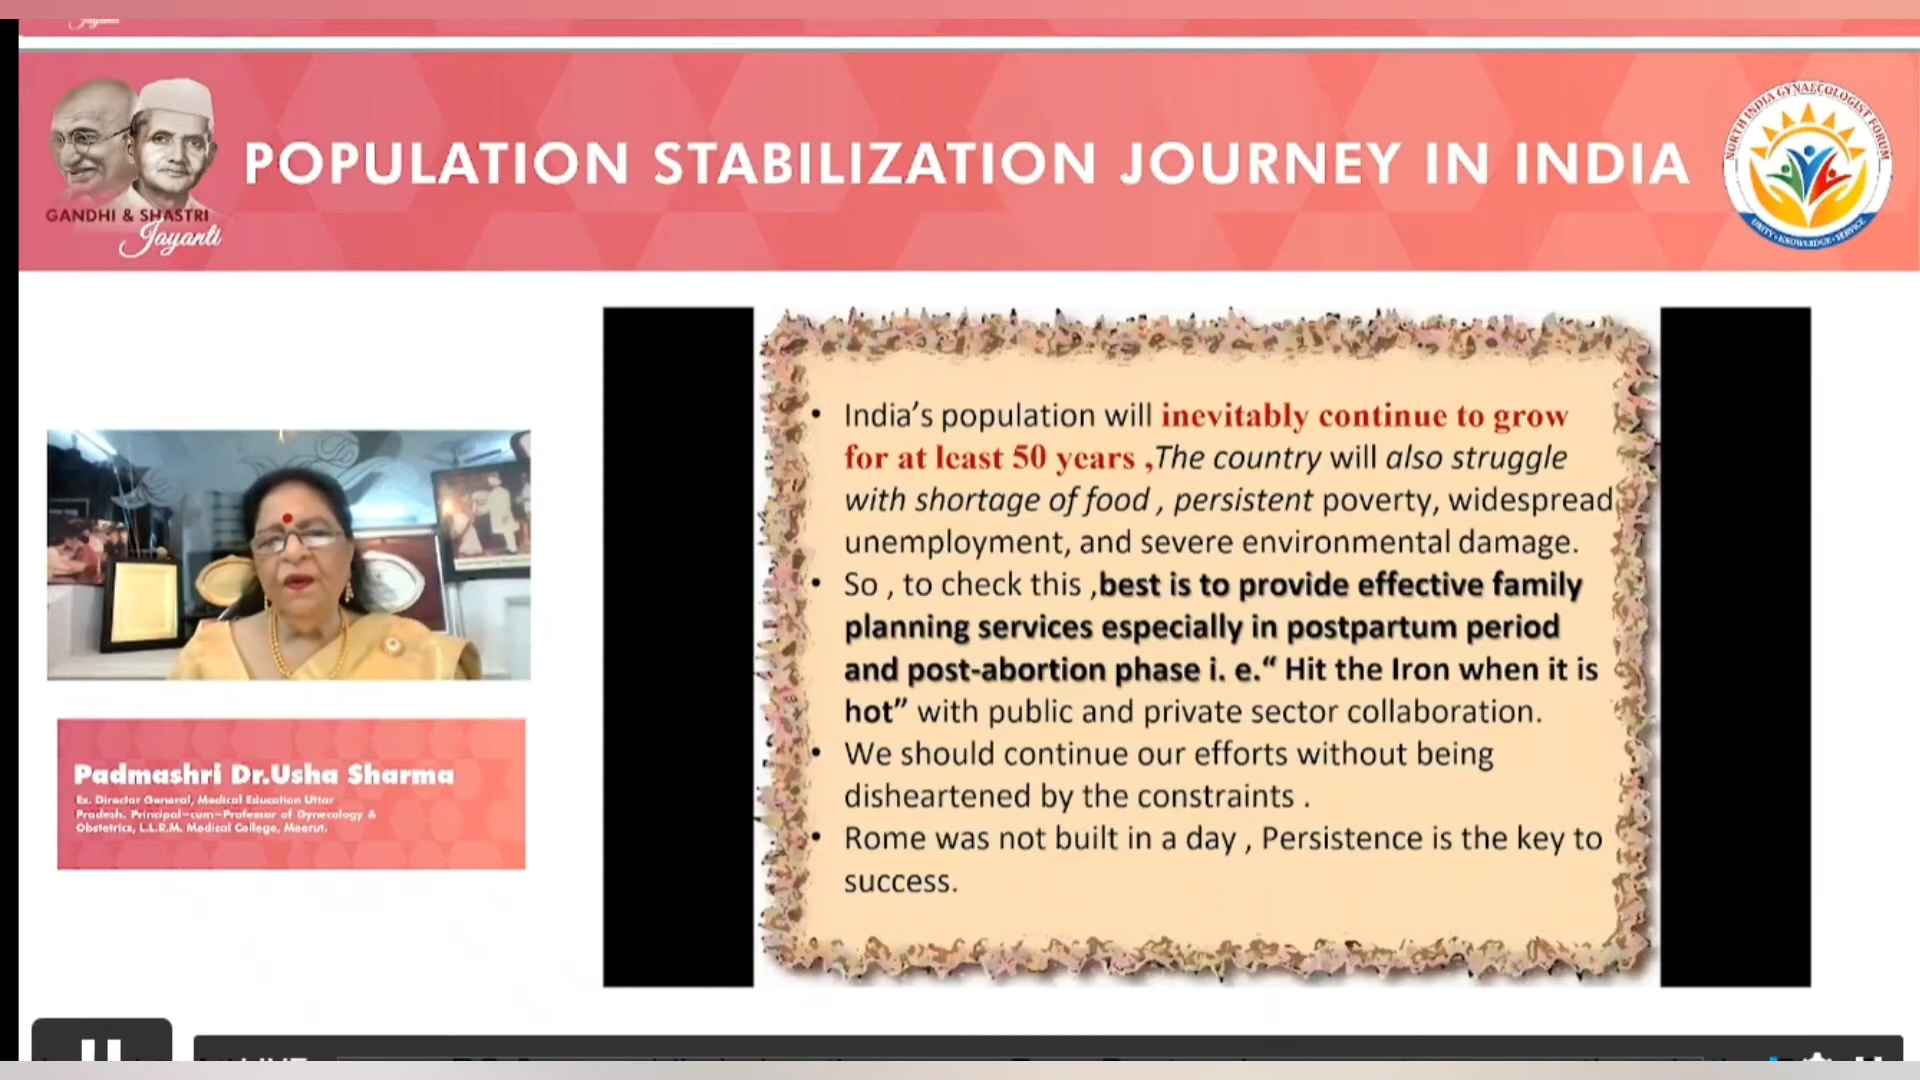 Jayanti
GANDHI & SHASTRI
Jayanti
POPULATION STABILIZATION JOURNEY IN INDIA
NORTH INDIA GYNAECOLOGIST FORUM
UNITY • KNOWLEDGE • SERVICE
• India's population will inevitably continue to grow
for at least 50 years ,The country will also struggle
with shortage of food , persistent poverty, widespread
unemployment, and severe environmental damage.
• So , to check this ,best is to provide effective family
planning services especially in postpartum period
and post-abortion phase i. e.“ Hit the Iron when it is
hot” with public and private sector collaboration.
• We should continue our efforts without being
disheartened by the constraints .
• Rome was not built in a day , Persistence is the key to
success.
Padmashri Dr.Usha Sharma
Ex. Director General, Medical Education Uttar
Pradesh. Principal-cum-Professor of Gynecology &
Obstetrics, L.L.R.M. Medical College, Meerut.
LIVE